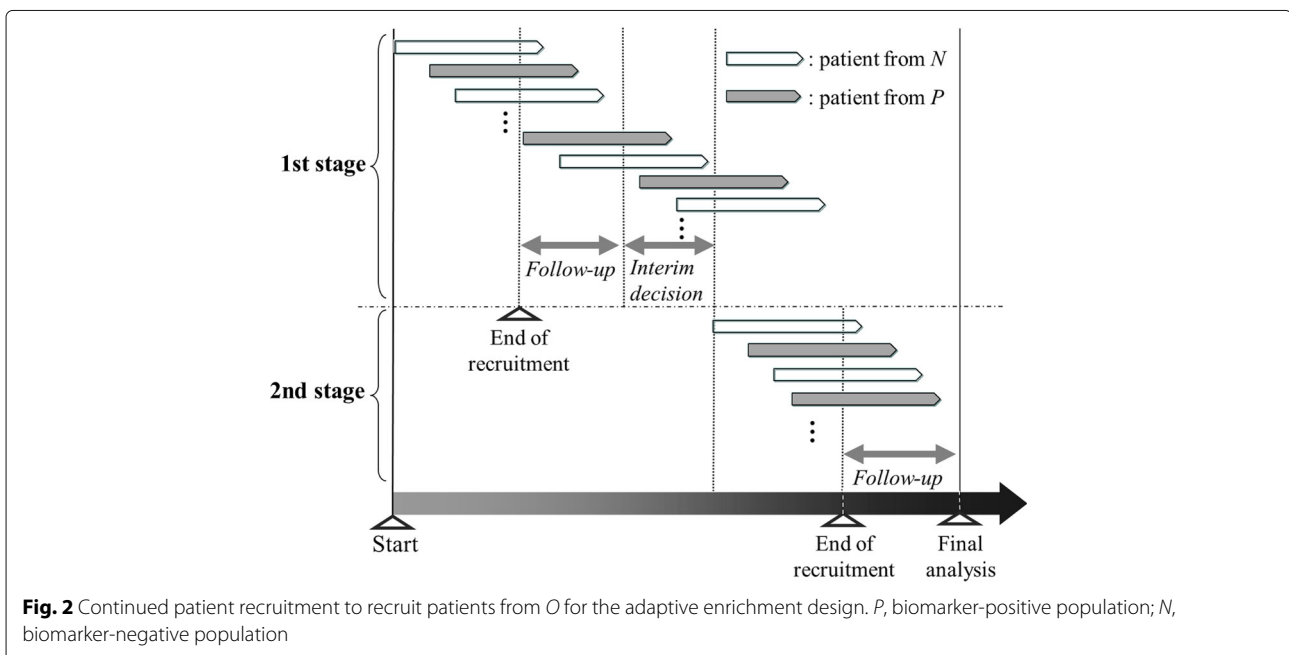 : patient from N
: patient from P
1st stage
Follow-up
Interim
decision
End of
recruitment
2nd stage
Follow-up
Start
End of
recruitment
Final
analysis
Fig. 2 Continued patient recruitment to recruit patients from O for the adaptive enrichment design. P, biomarker-positive population; N,
biomarker-negative population